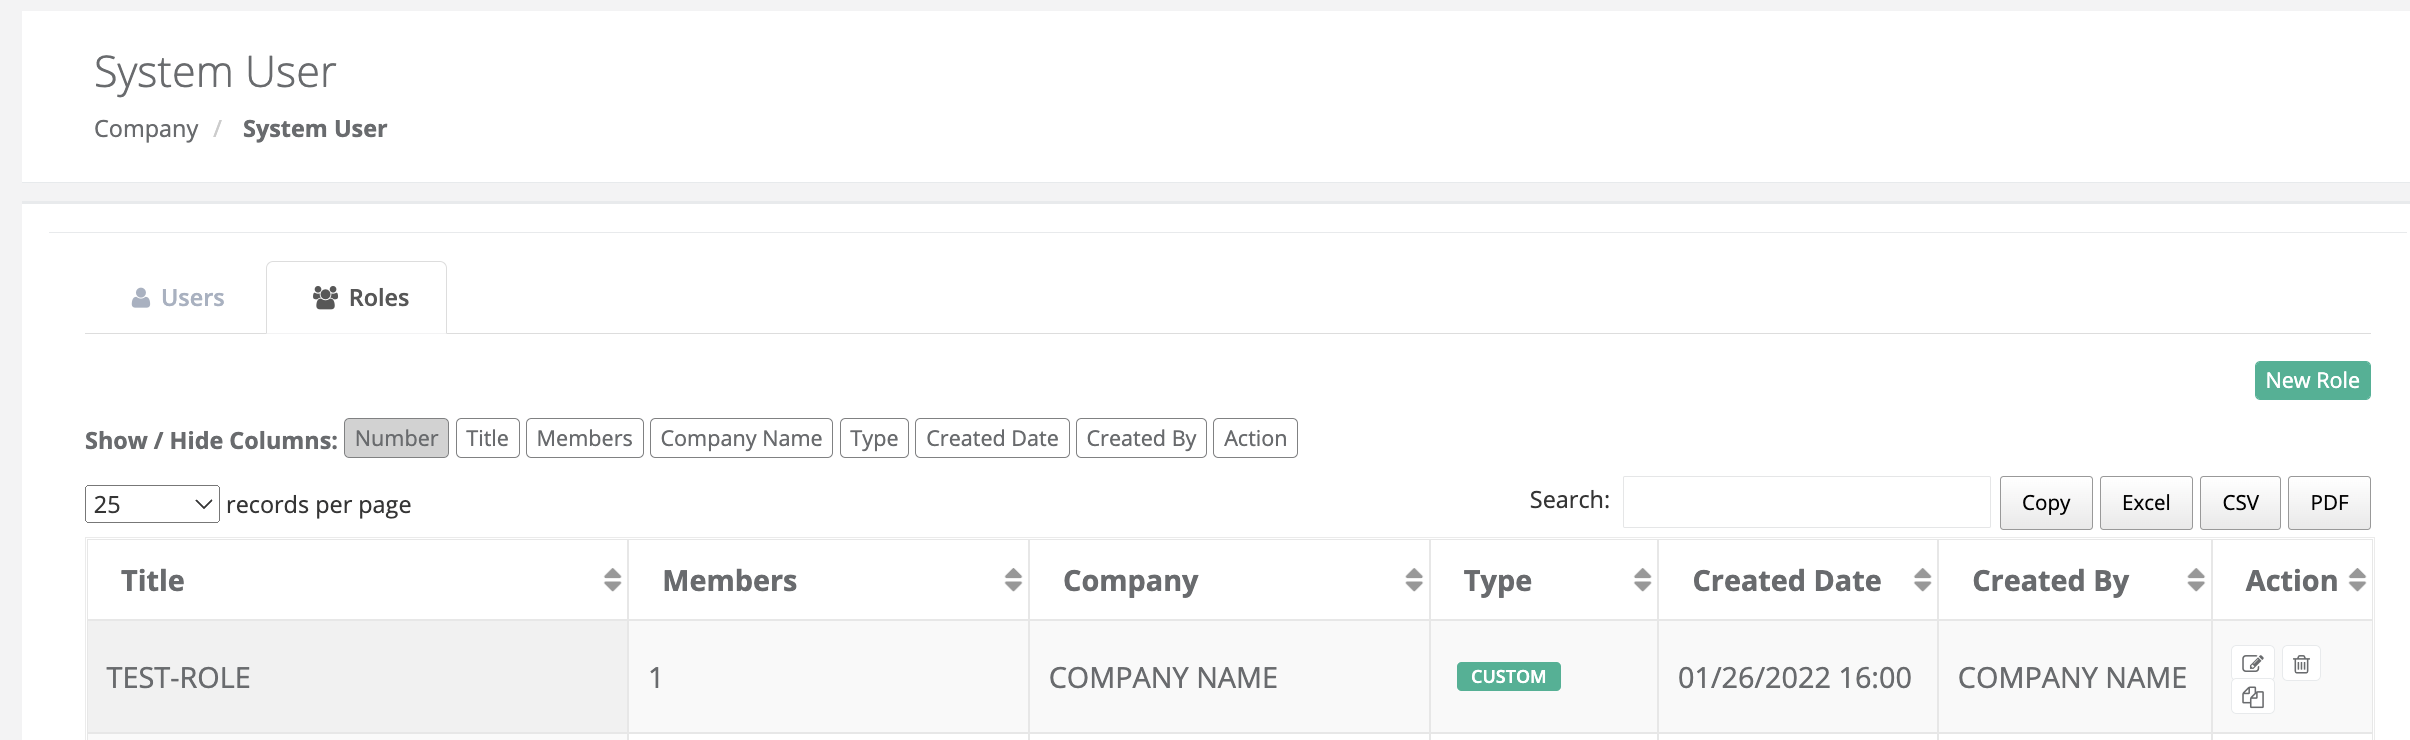 System User
Company / System User
Users Roles
New Role
Show / Hide Columns: Number Title Members Company Name Type Created Date Created By Action
25 records per page Search: Copy Excel CSV PDF
Title Members Company Type Created Date Created By Action
TEST-ROLE 1 COMPANY NAME CUSTOM 01/26/2022 16:00 COMPANY NAME